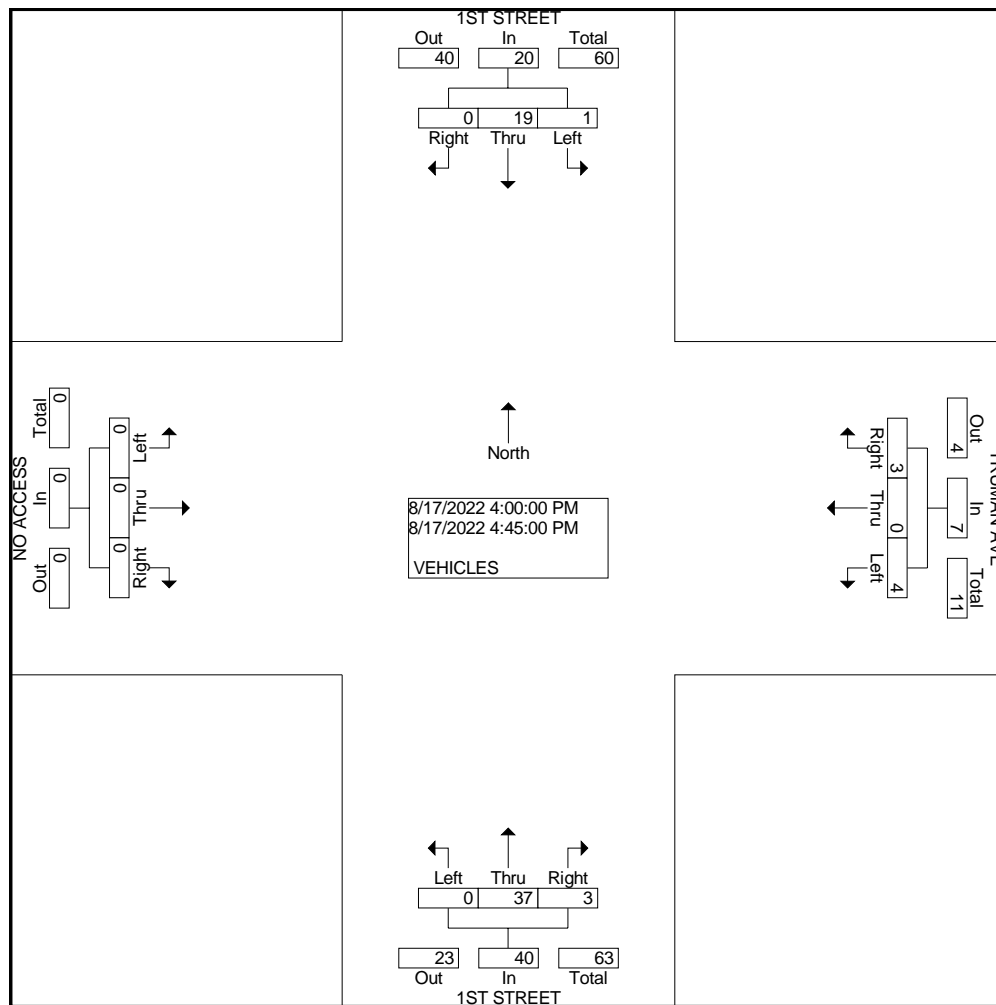 1ST STREET
Out In Total
40 20 60
0 19 1
Right Thru Left
NO ACCESS
Total In Out
0 0 0
0 0 0
Left Thru Right
North
8/17/2022 4:00:00 PM
8/17/2022 4:45:00 PM
VEHICLES
Right Thru Left
3 0 4
4 7 11
Out In Total
Left Thru Right
0 37 3
23 40 63
Out In Total
1ST STREET